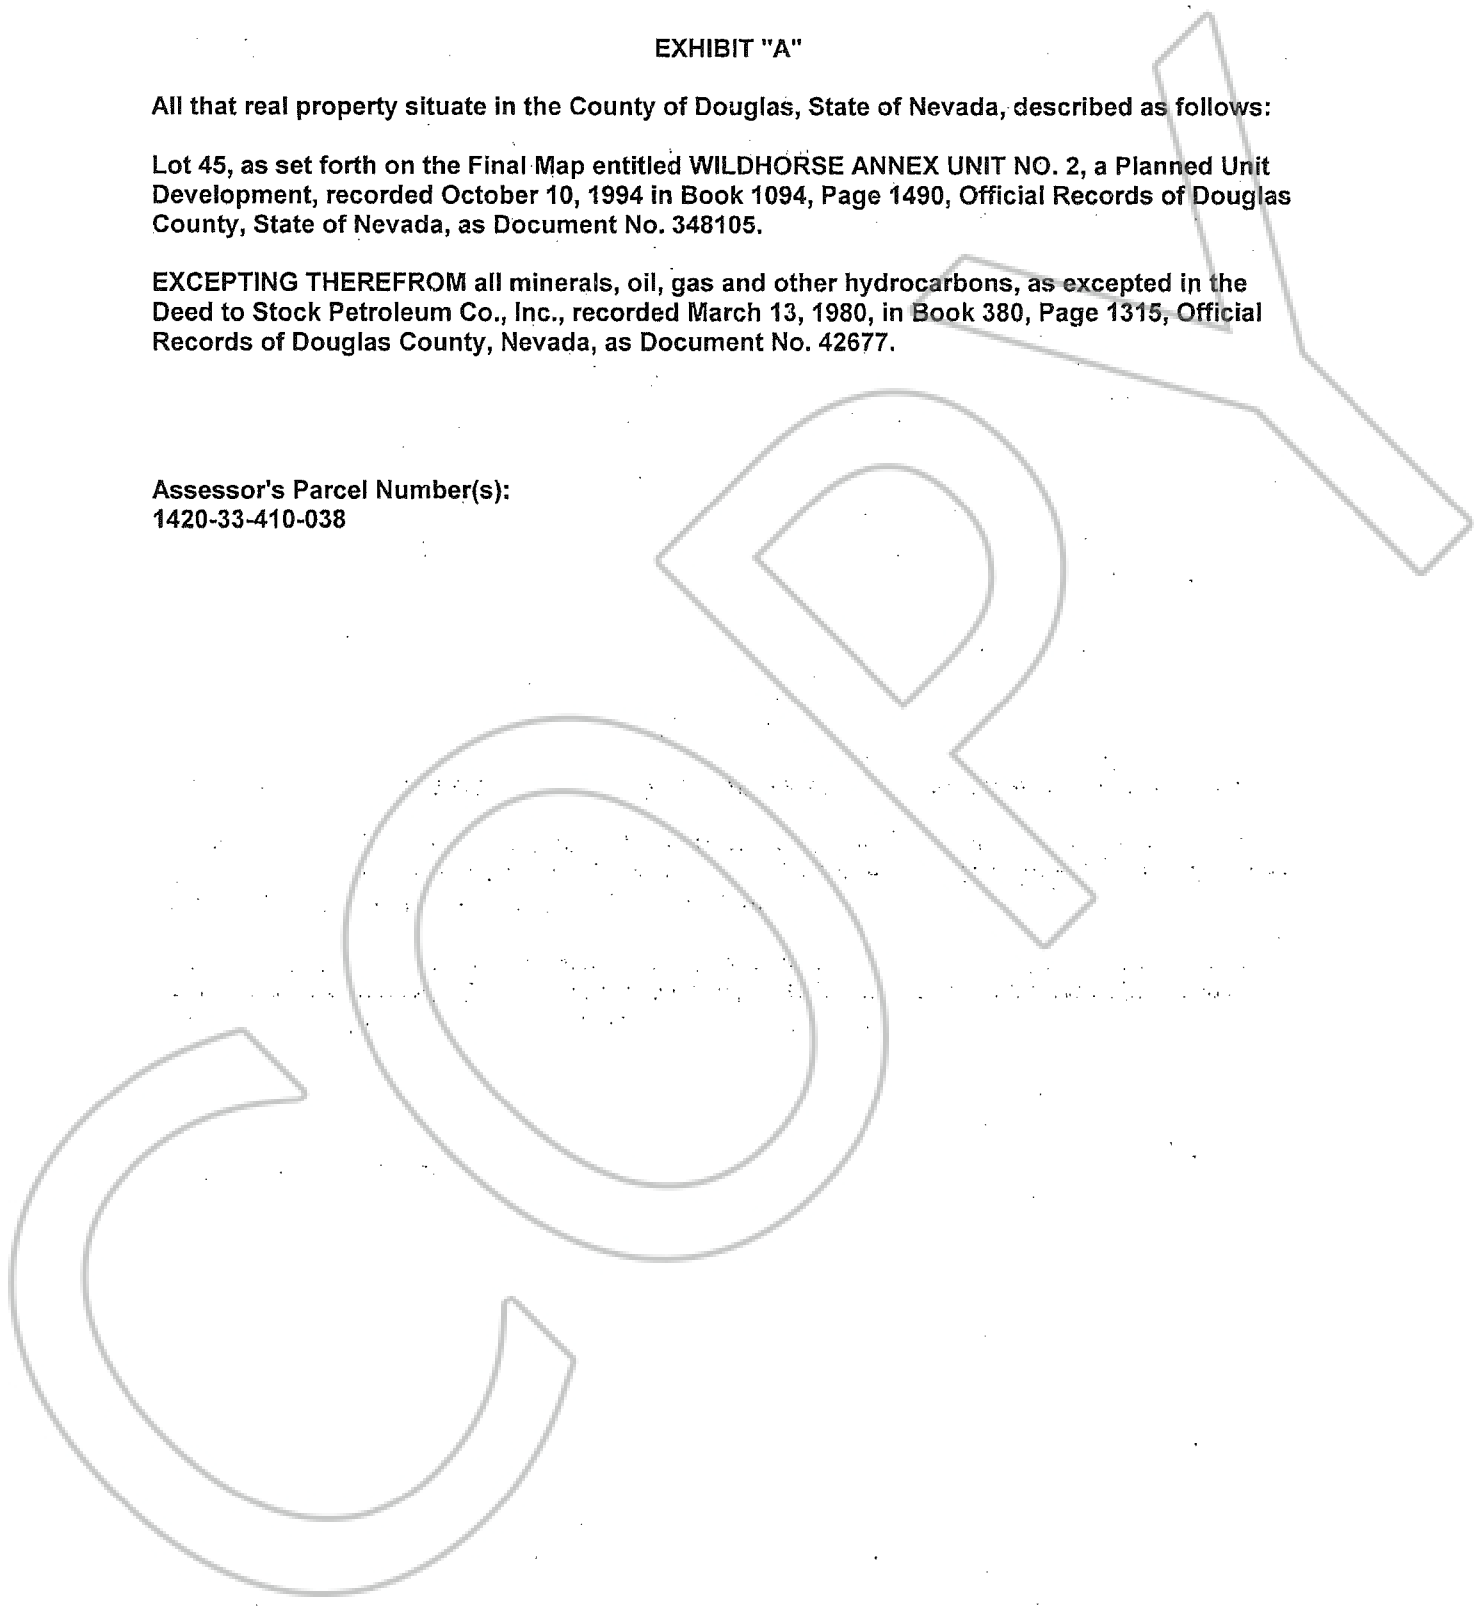 EXHIBIT "A"
All that real property situate in the County of Douglas, State of Nevada, described as follows:
Lot 45, as set forth on the Final Map entitled WILDHORSE ANNEX UNIT NO. 2, a Planned Unit
Development, recorded October 10, 1994 in Book 1094, Page 1490, Official Records of Douglas
County, State of Nevada, as Document No. 348105.
EXCEPTING THEREFROM all minerals, oil, gas and other hydrocarbons, as excepted in the
Deed to Stock Petroleum Co., Inc., recorded March 13, 1980, in Book 380, Page 1315, Official
Records of Douglas County, Nevada, as Document No. 42677.
Assessor's Parcel Number(s):
1420-33-410-038
COPY